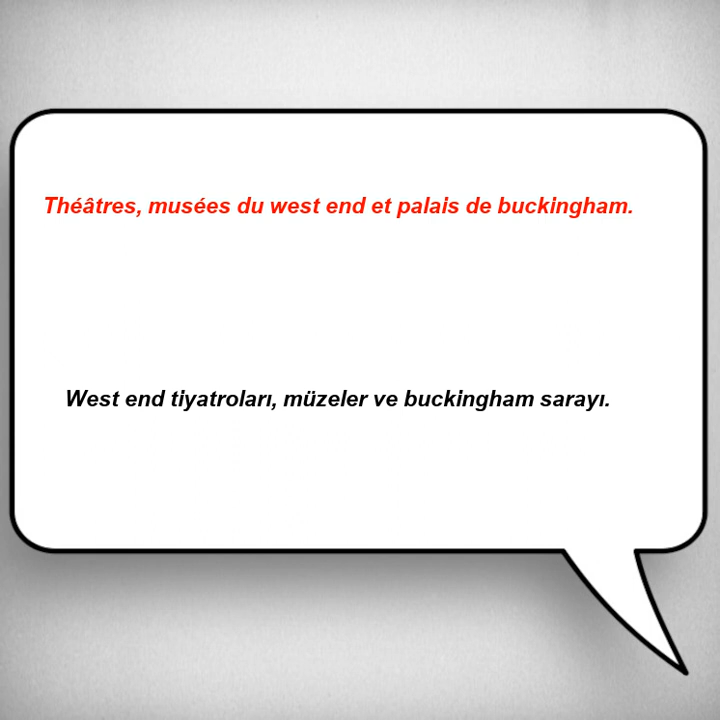 Théâtres, musées du west end et palais de buckingham.
West end tiyatroları, müzeler ve buckingham sarayı.